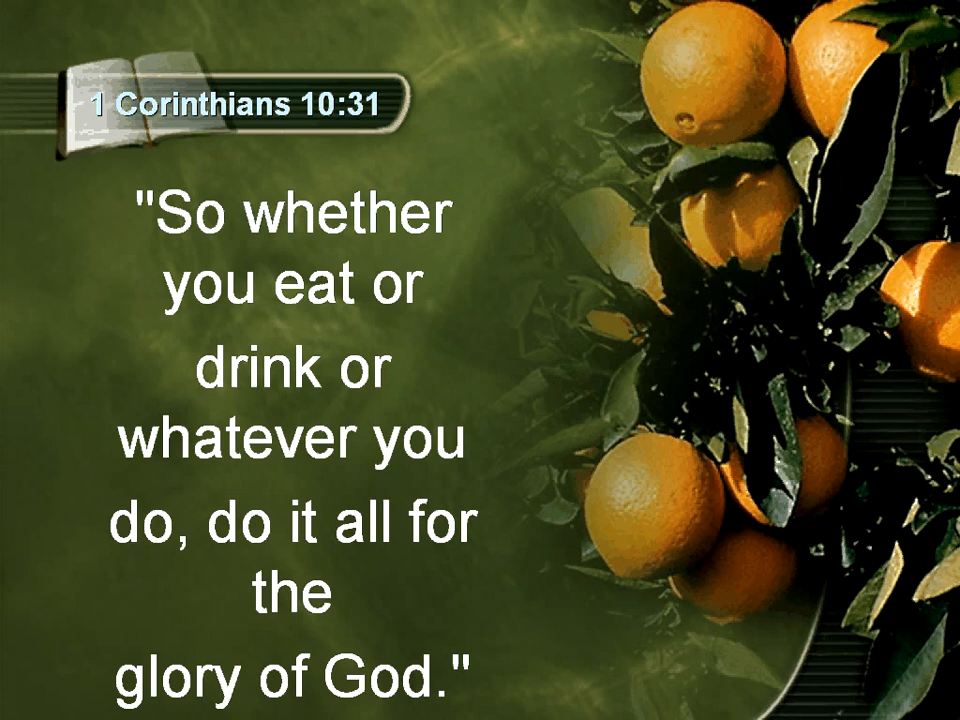 1 Corinthians 10:31
"So whether
you eat or
drink or
whatever you
do, do it all for
the
glory of God."